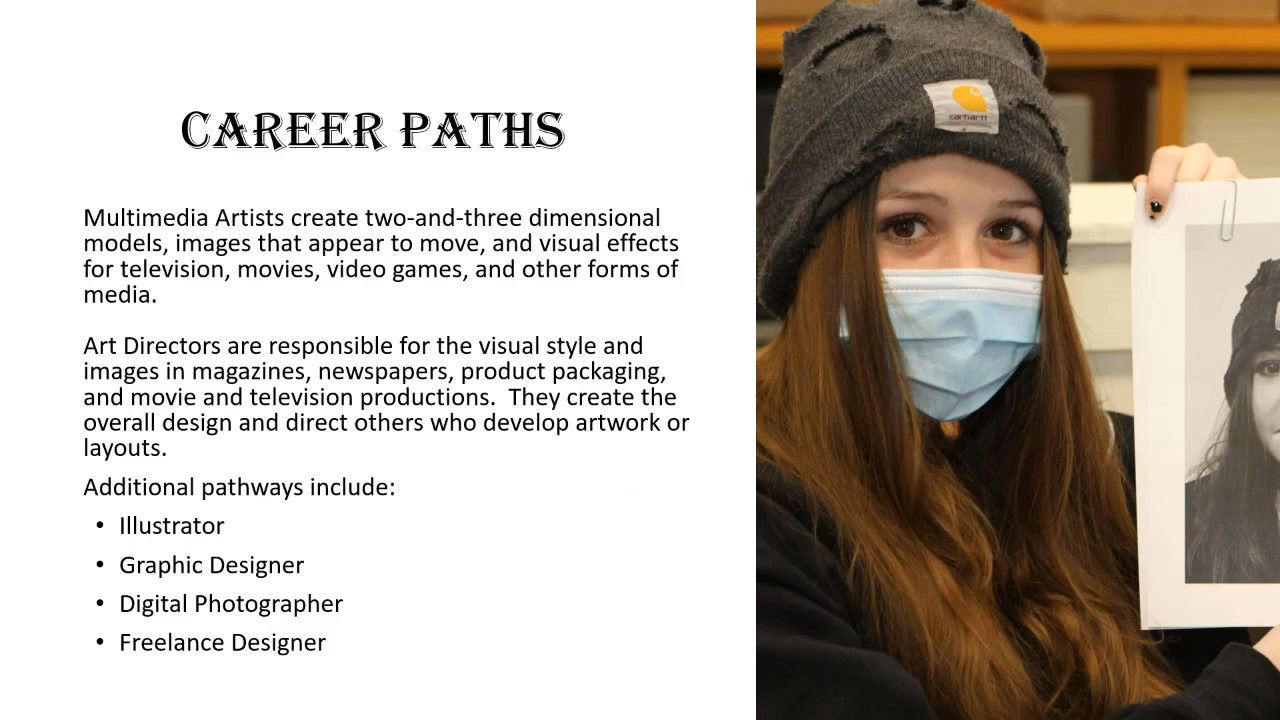 CAREER PATHS
Multimedia Artists create two-and-three dimensional
models, images that appear to move, and visual effects
for television, movies, video games, and other forms of
media.
Art Directors are responsible for the visual style and
images in magazines, newspapers, product packaging,
and movie and television productions.  They create the
overall design and direct others who develop artwork or
layouts.
Additional pathways include:
• Illustrator
• Graphic Designer
• Digital Photographer
• Freelance Designer
carhartt